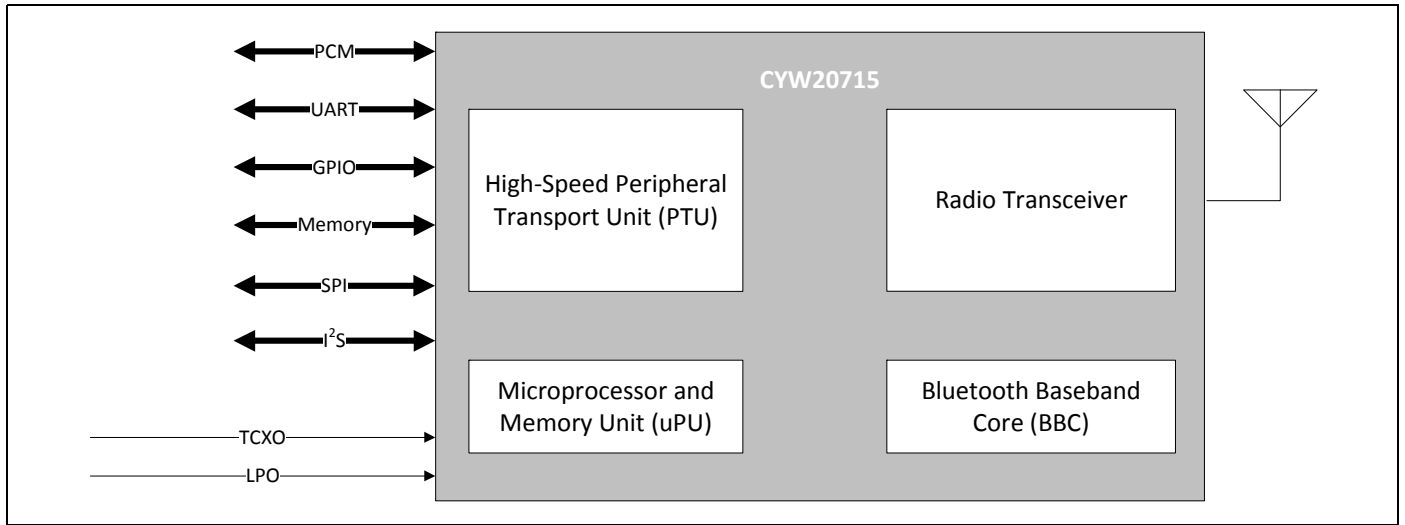 PCM
UART
GPIO
Memory
SPI
I²S
TCXO
LPO
CYW20715
High-Speed Peripheral
Transport Unit (PTU)
Radio Transceiver
Microprocessor and
Memory Unit (uPU)
Bluetooth Baseband
Core (BBC)